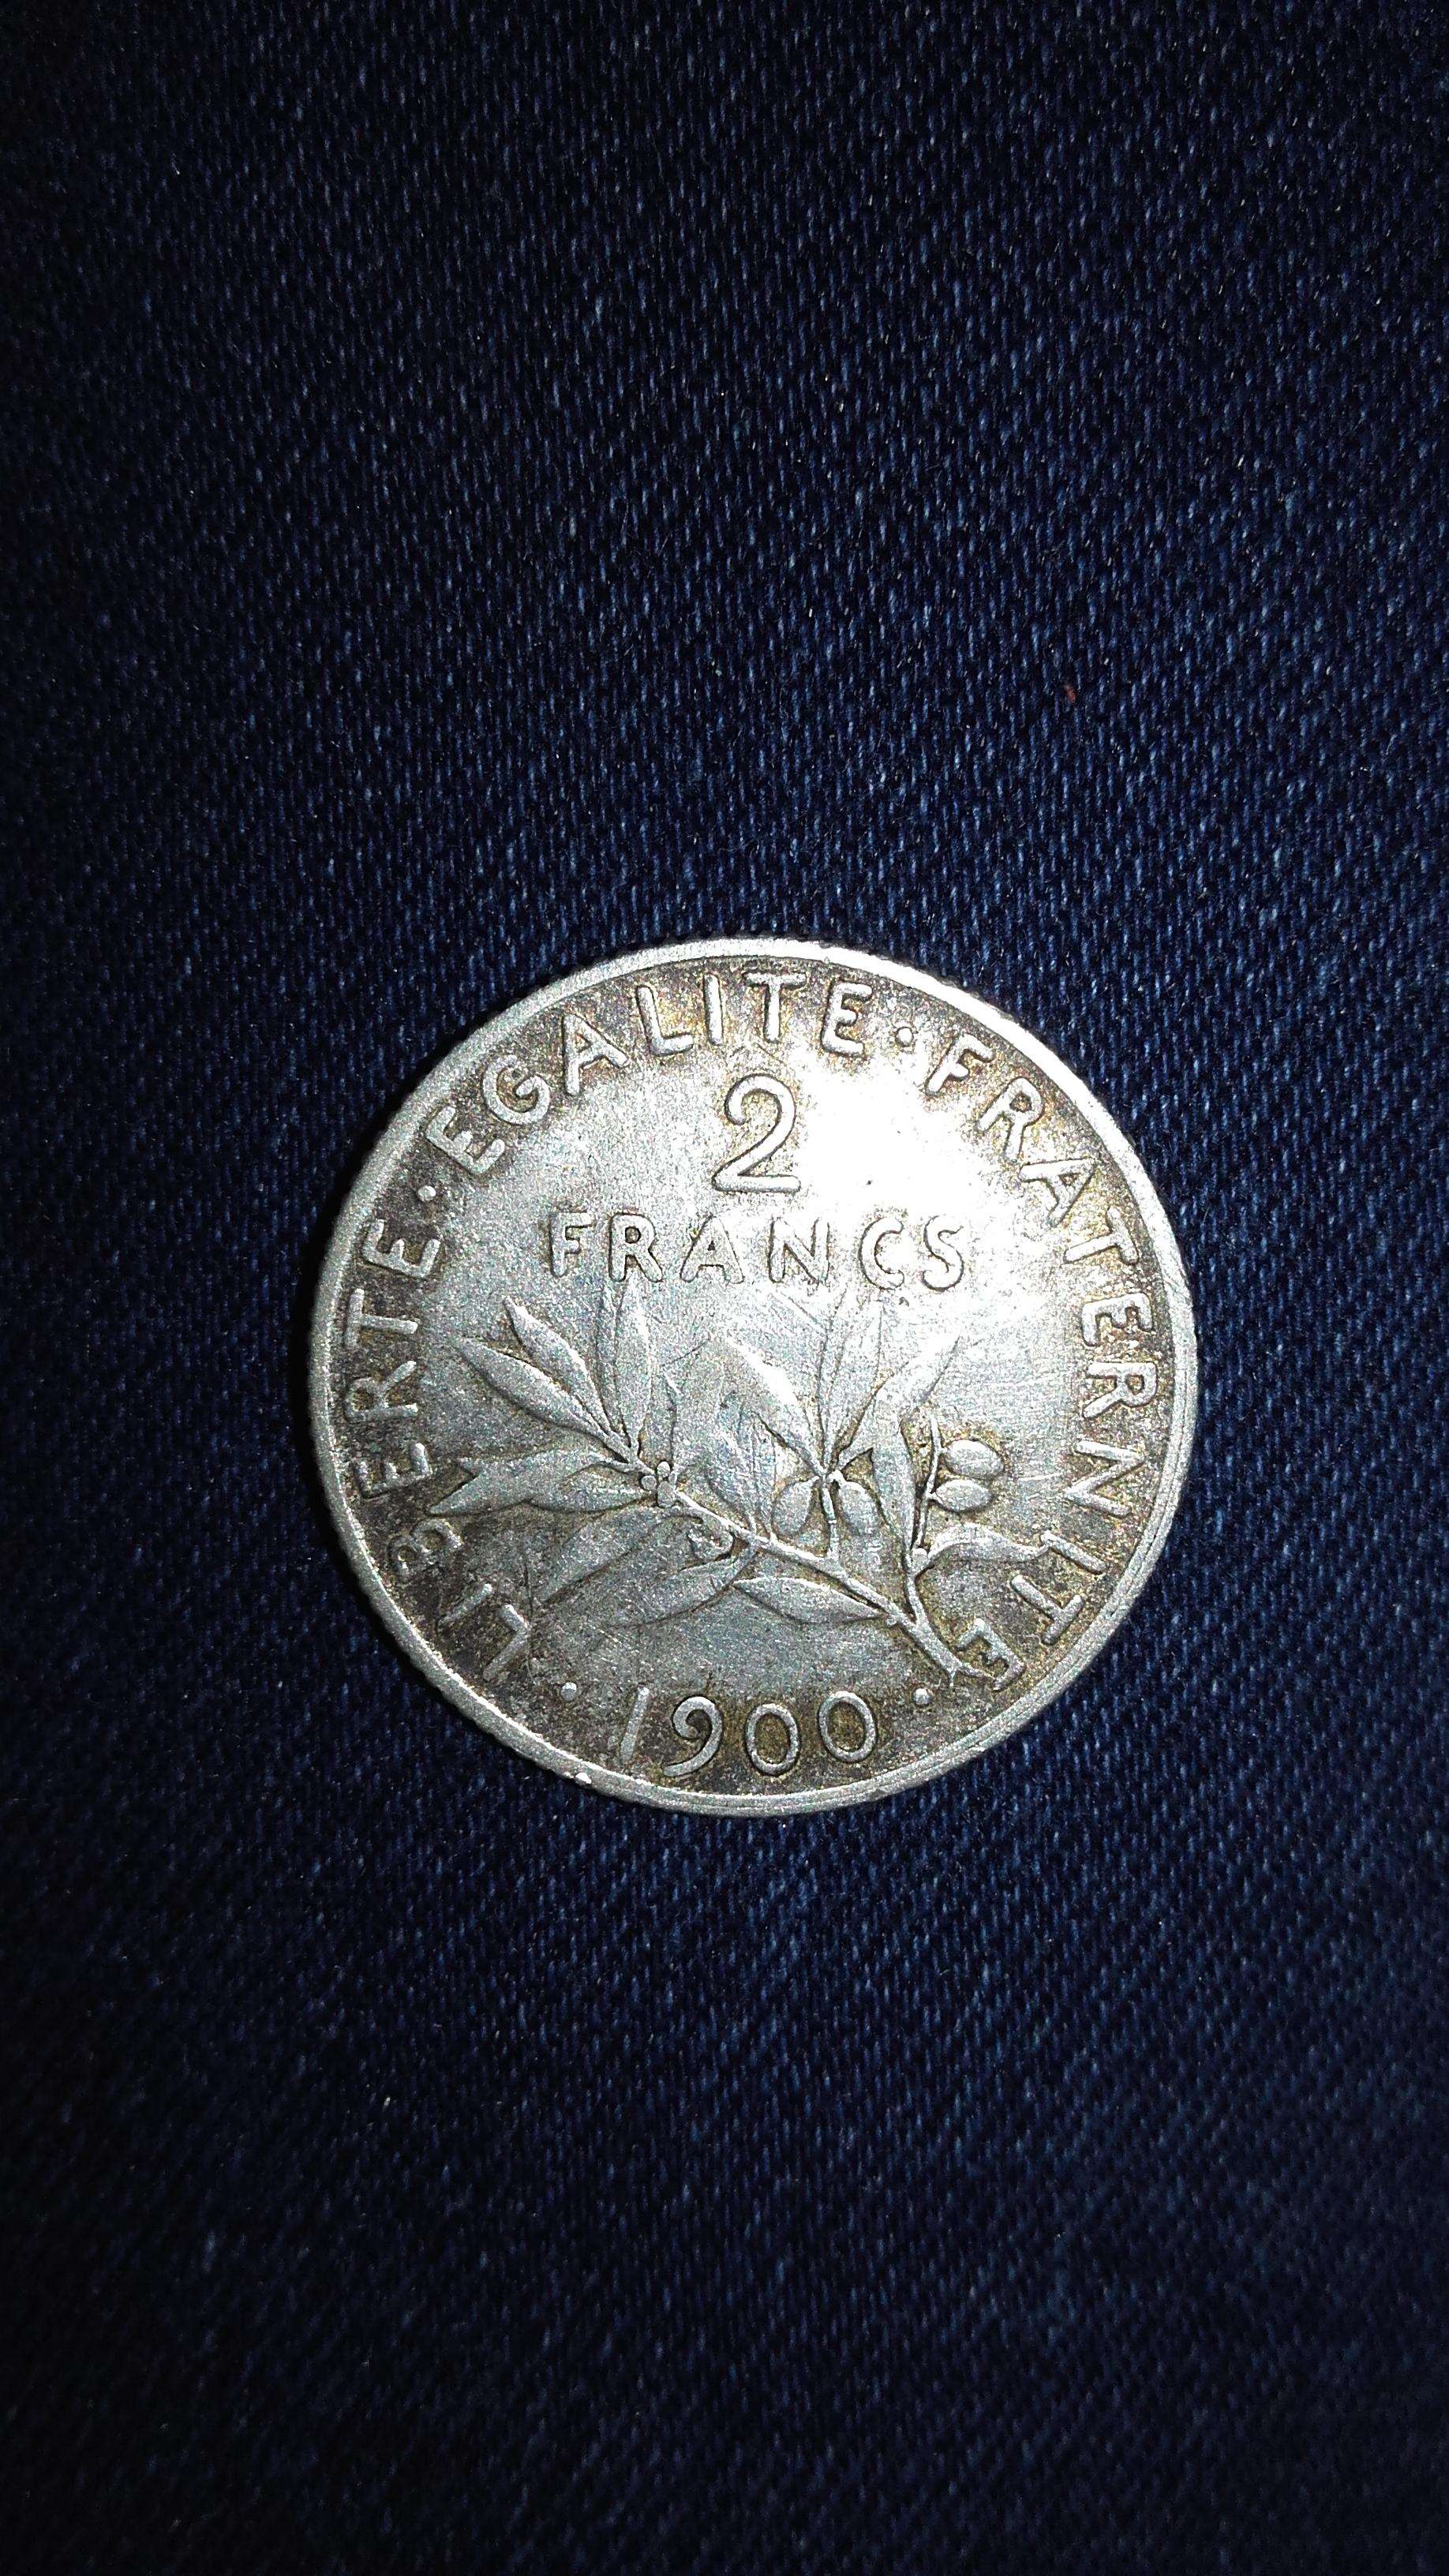 LIBERTE · EGALITE · FRATERNITE
2
FRANCS
· 1900 ·